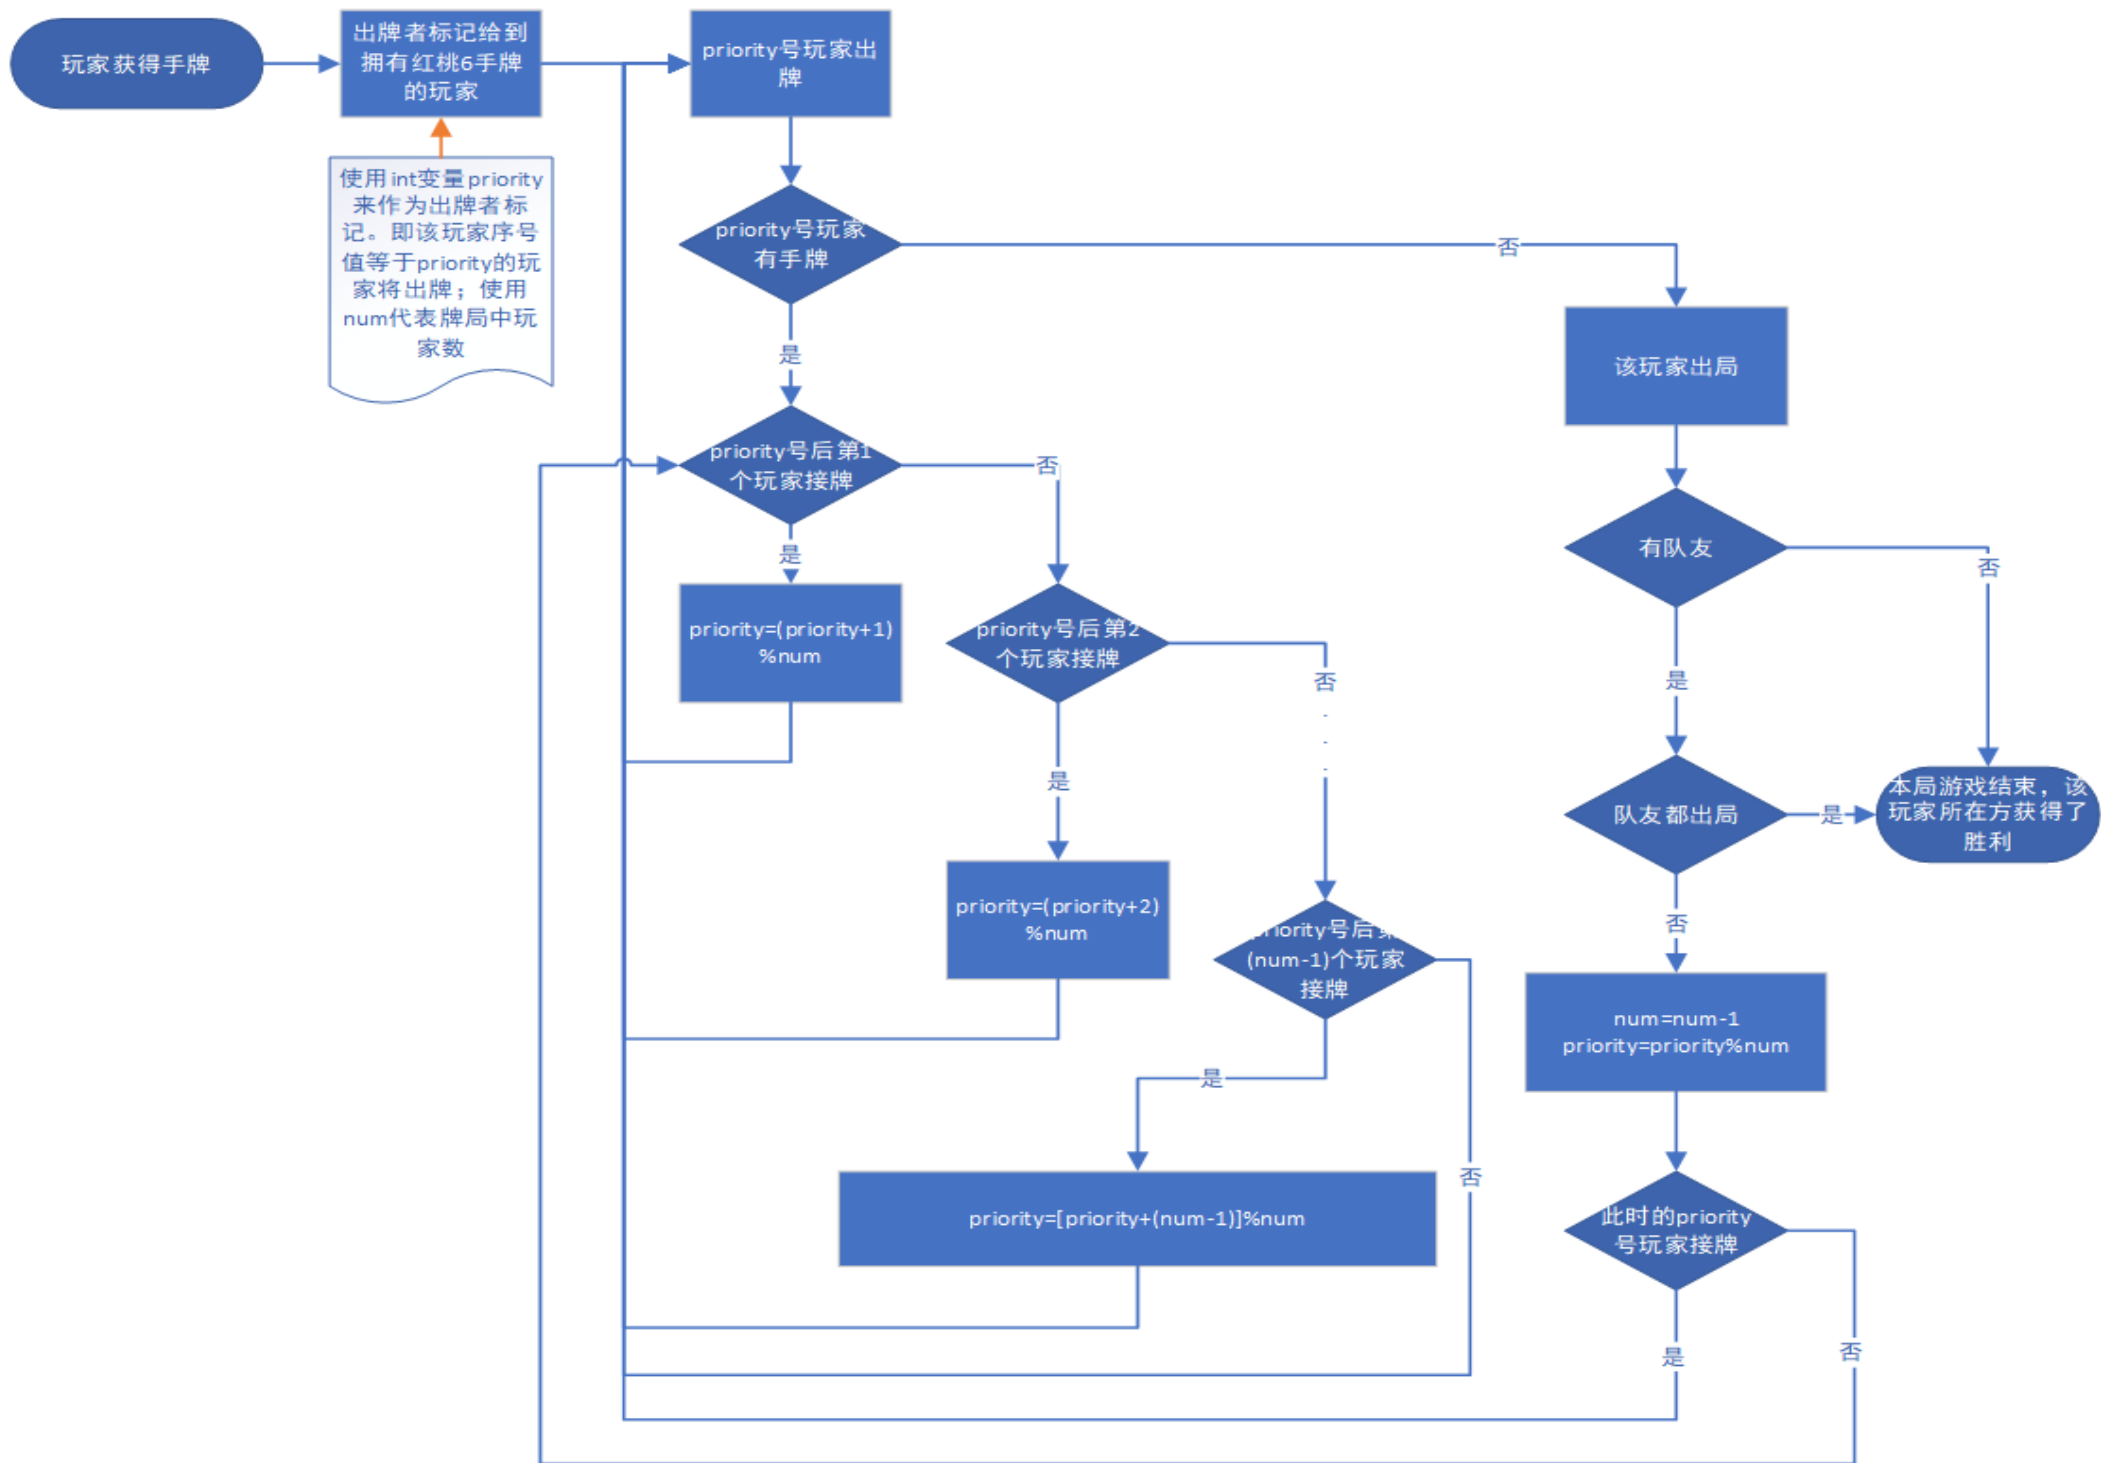 玩家获得手牌
出牌者标记给到
拥有红桃6手牌
的玩家
priority号玩家出
牌
使用int变量priority
来作为出牌者标
记。即该玩家序号
值等于priority的玩
家将出牌；使用
num代表牌局中玩
家数
priority号玩家
有手牌
否
是
该玩家出局
priority号后第1
个玩家接牌
否
是
有队友
否
priority=(priority+1)
%num
priority号后第2
个玩家接牌
否
是
是
队友都出局
是
本局游戏结束，该
玩家所在方获得了
胜利
priority=(priority+2)
%num
否
priority号后第
(num-1)个玩家
接牌
num=num-1
priority=priority%num
是
否
priority=[priority+(num-1)]%num
此时的priority
号玩家接牌
是
否